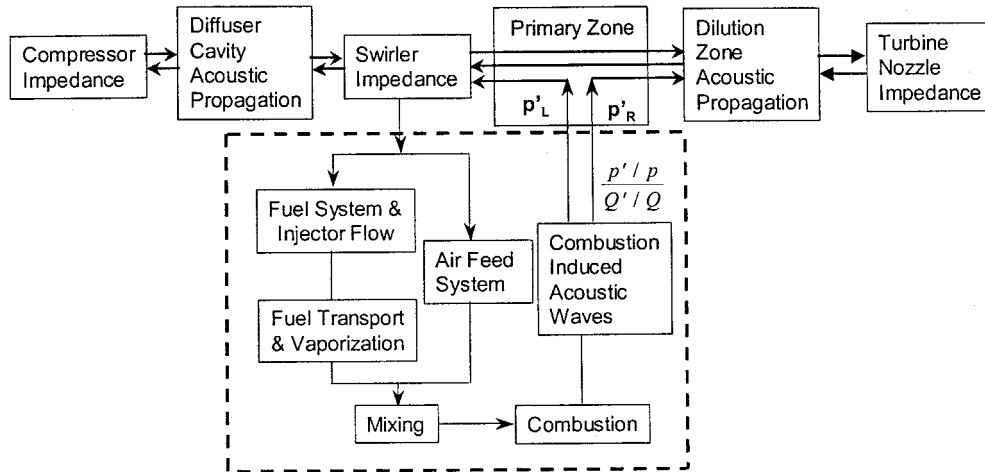 Compressor
Impedance
Diffuser
Cavity
Acoustic
Propagation
Swirler
Impedance
Primary Zone
p'L
p'R
Dilution
Zone
Acoustic
Propagation
Turbine
Nozzle
Impedance
p' / p
Q' / Q
Fuel System &
Injector Flow
Air Feed
System
Combustion
Induced
Acoustic
Waves
Fuel Transport
& Vaporization
Mixing
Combustion